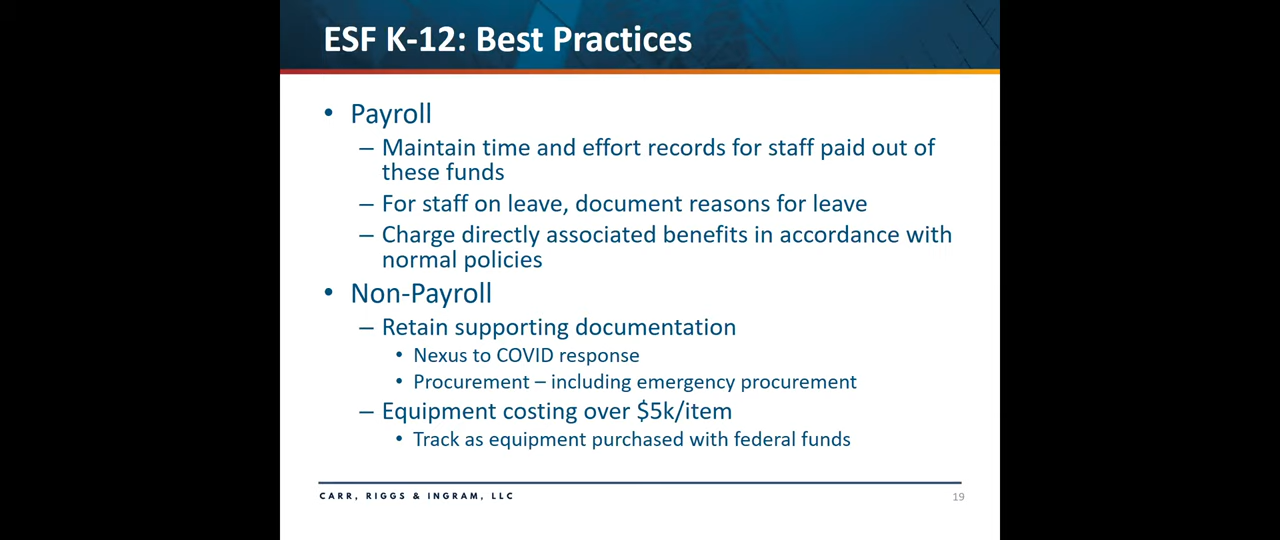 ESF K-12: Best Practices
• Payroll
– Maintain time and effort records for staff paid out of
these funds
– For staff on leave, document reasons for leave
– Charge directly associated benefits in accordance with
normal policies
• Non-Payroll
– Retain supporting documentation
• Nexus to COVID response
• Procurement – including emergency procurement
– Equipment costing over $5k/item
• Track as equipment purchased with federal funds
CARR, RIGGS & INGRAM, LLC
19